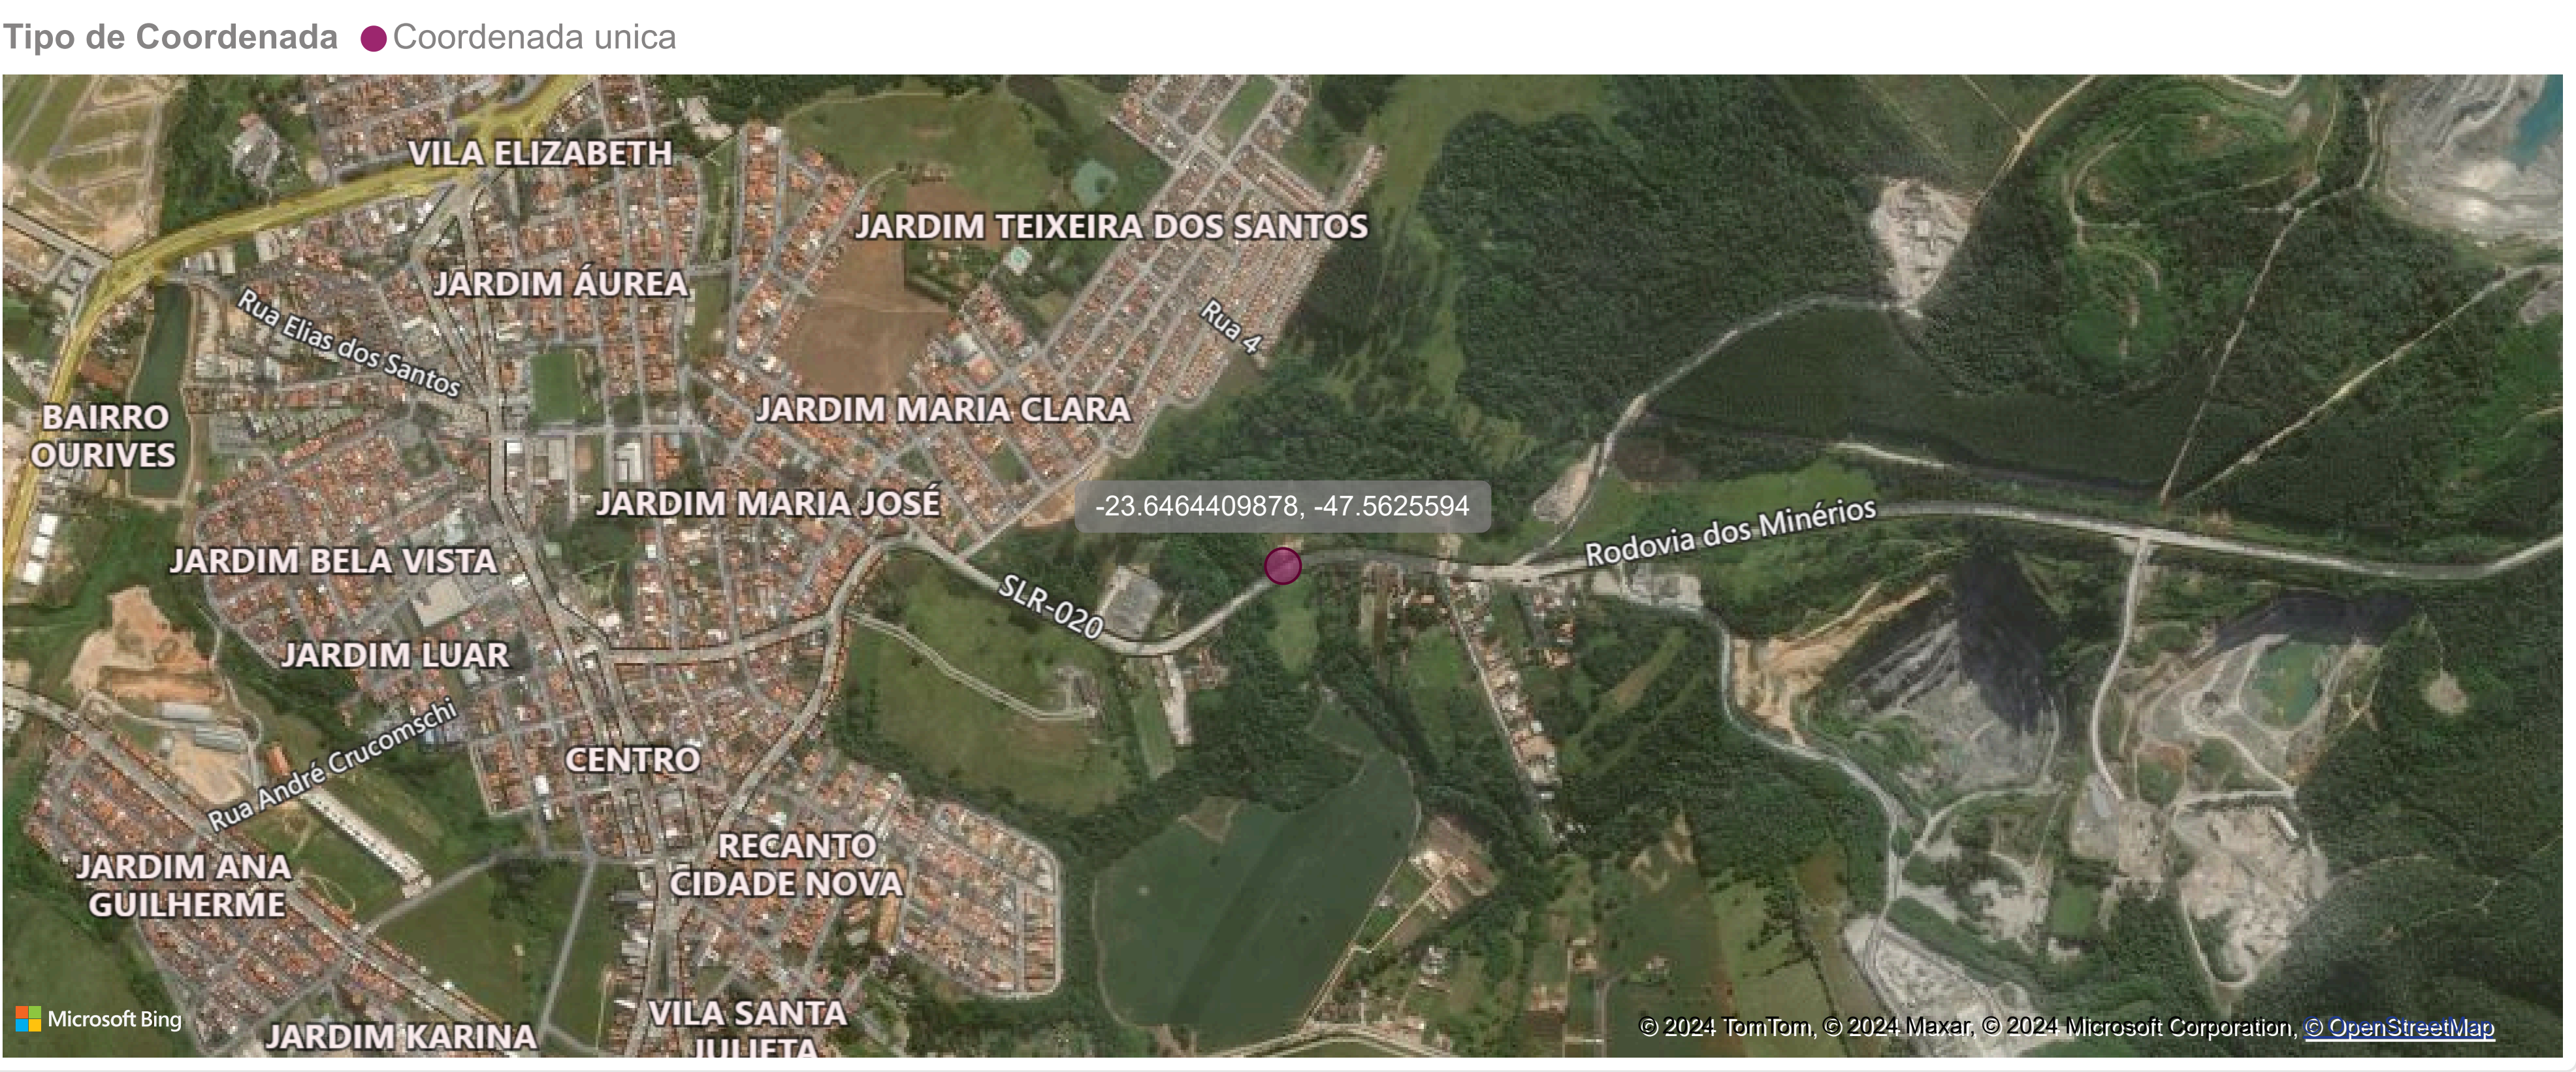 Tipo de Coordenada Coordenada unica
VILA ELIZABETH
JARDIM TEIXEIRA DOS SANTOS
JARDIM ÁUREA
Rua Elias dos Santos
Rua 4
BAIRRO
OURIVES
JARDIM MARIA CLARA
JARDIM MARIA JOSÉ
-23.6464409878, -47.5625594
Rodovia dos Minérios
JARDIM BELA VISTA
SLR-020
JARDIM LUAR
Rua André Crucomschi
CENTRO
RECANTO
CIDADE NOVA
JARDIM ANA
GUILHERME
VILA SANTA
JULIETA
JARDIM KARINA
Microsoft Bing
© 2024 TomTom, © 2024 Maxar, © 2024 Microsoft Corporation, © OpenStreetMap